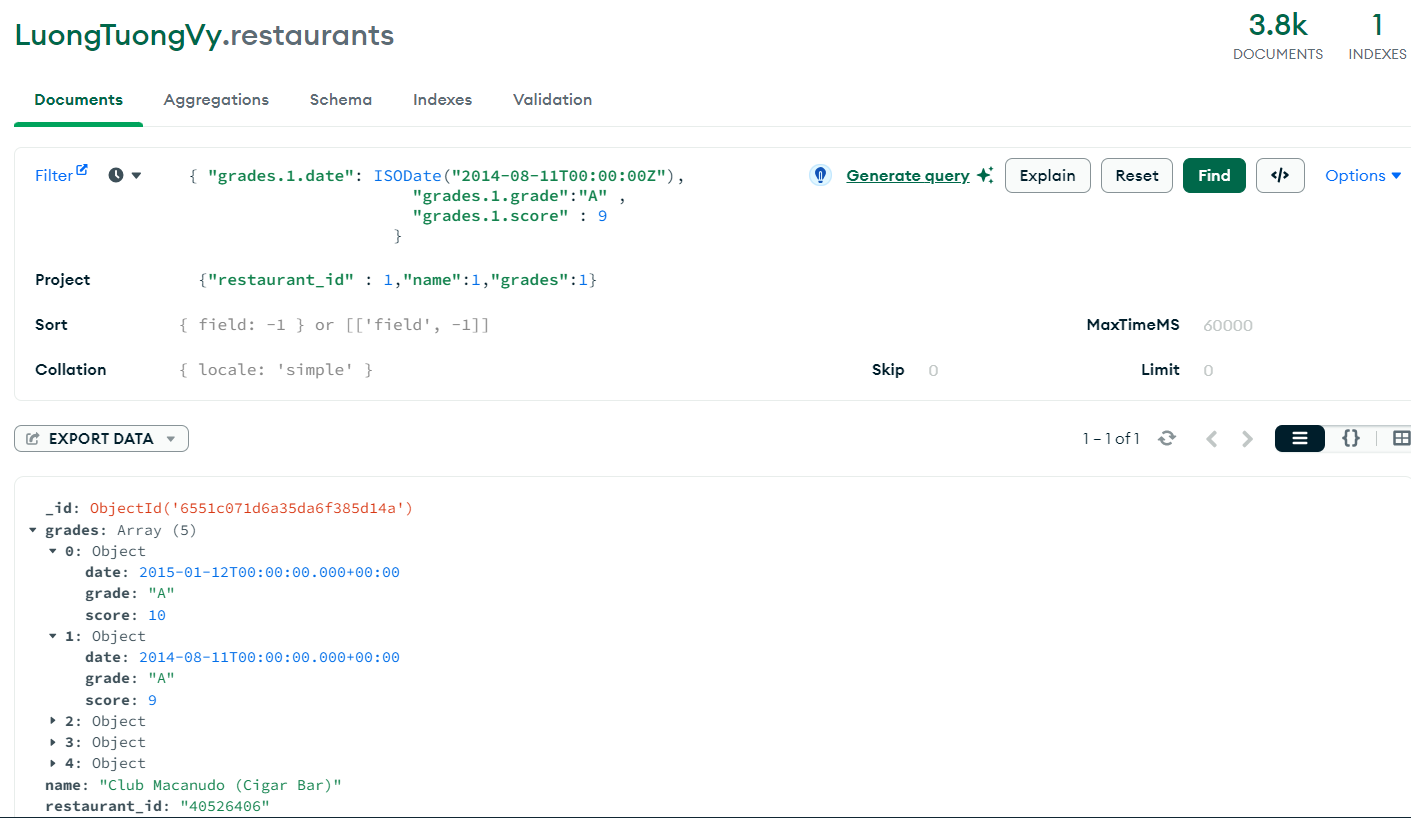 LuongTuongVy.restaurants
3.8k
DOCUMENTS
1
INDEXES
Documents Aggregations Schema Indexes Validation
Filter { "grades.1.date": ISODate("2014-08-11T00:00:00Z"), Generate query Explain Reset Find </> Options
"grades.1.grade":"A" ,
"grades.1.score" : 9
}
Project {"restaurant_id" : 1,"name":1,"grades":1}
Sort { field: -1 } or [['field', -1]] MaxTimeMS 60000
Collation { locale: 'simple' } Skip 0 Limit 0
EXPORT DATA 1 – 1 of 1 {}
_id: ObjectId('6551c071d6a35da6f385d14a')
grades: Array (5)
0: Object
date: 2015-01-12T00:00:00.000+00:00
grade: "A"
score: 10
1: Object
date: 2014-08-11T00:00:00.000+00:00
grade: "A"
score: 9
2: Object
3: Object
4: Object
name: "Club Macanudo (Cigar Bar)"
restaurant_id: "40526406"